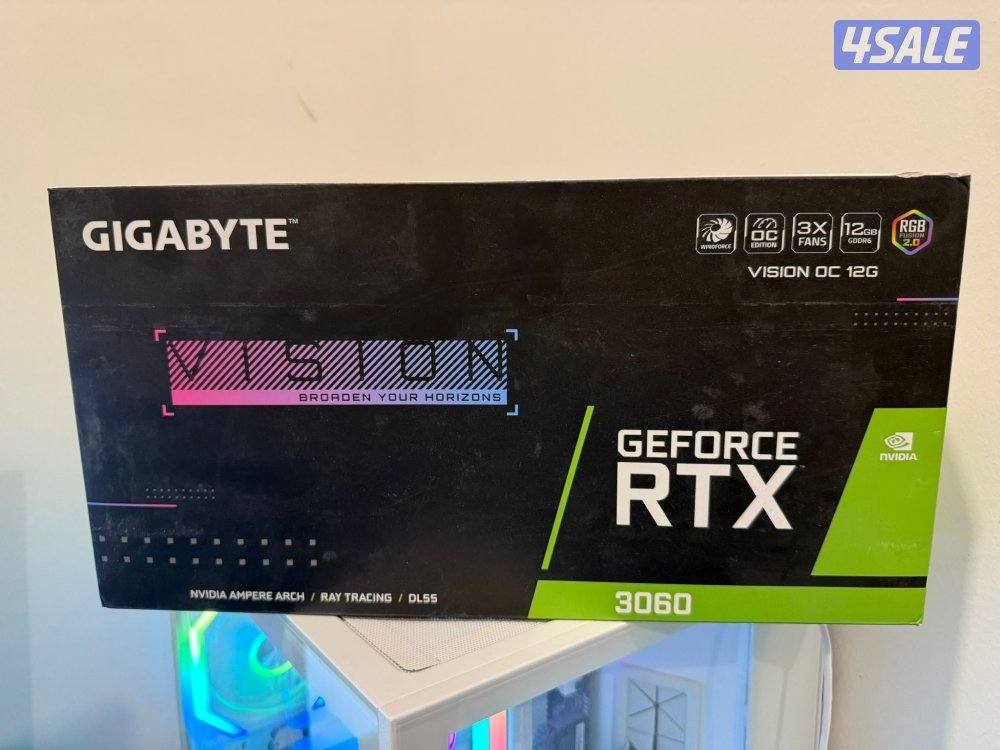 4SALE
GIGABYTE™
WINDFORCE
OC EDITION
3X FANS
12GB GDDR6
RGB FUSION 2.0
VISION OC 12G
VISION
BROADEN YOUR HORIZONS
GEFORCE
RTX
NVIDIA
NVIDIA AMPERE ARCH / RAY TRACING / DLSS
3060